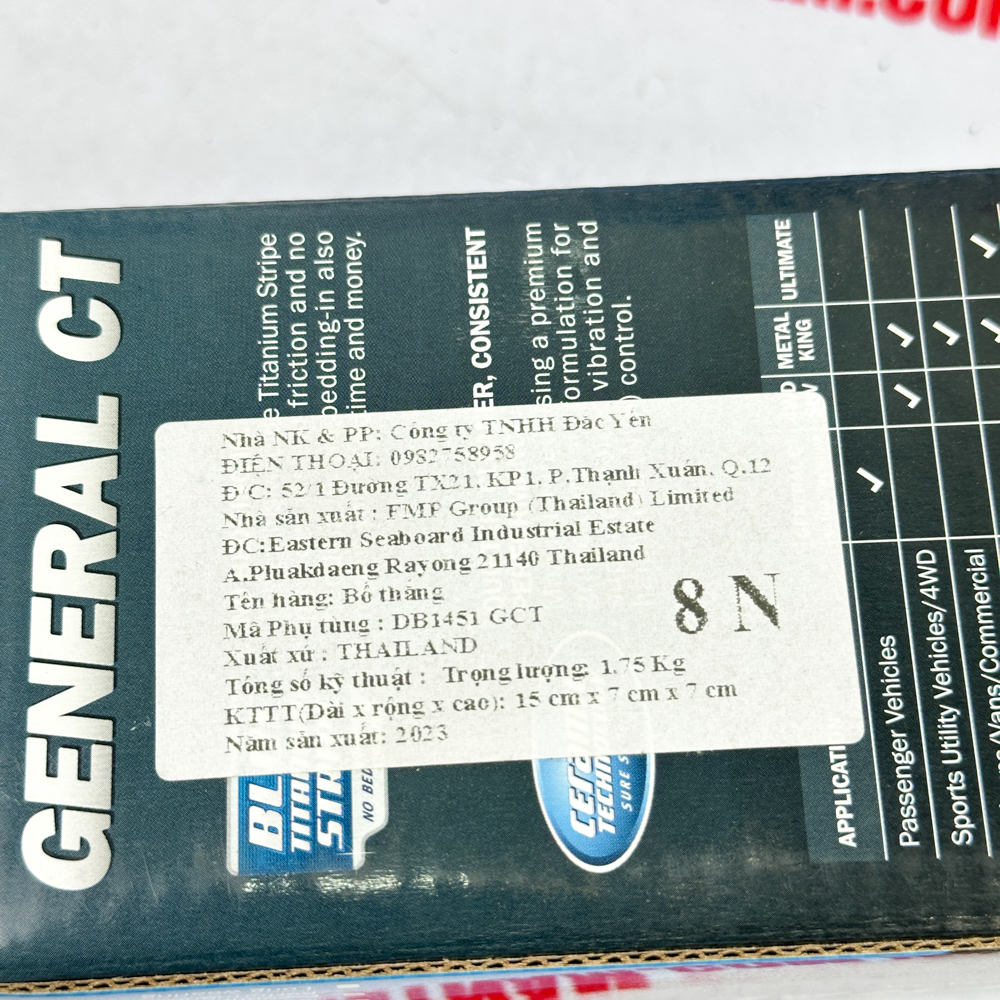 GENERAL CT
Titanium Stripe
friction and no
bedding-in also
time and money.
CONSISTENT
a premium
formulation for
vibration and
control.
Nhà NK & PP: Công ty TNHH Đắc Yến
ĐIỆN THOẠI: 0982758958
Đ/C: 52/1 Đường TX21, KP1, P.Thạnh Xuân, Q.12
Nhà sản xuất : FMP Group (Thailand) Limited
ĐC:Eastern Seaboard Industrial Estate
A.Pluakdaeng Rayong 21140 Thailand
Tên hàng: Bố thắng
Mã Phụ tùng : DB1451 GCT
Xuất xứ : THAILAND
Tổng số kỹ thuật : Trọng lượng: 1.75 Kg
KTTT(Dài x rộng x cao): 15 cm x 7 cm x 7 cm
Năm sản xuất: 2023
8 N
NO
SURE
METAL KING
ULTIMATE
Passenger Vehicles
Sports Utility Vehicles/4WD
Vans/Commercial